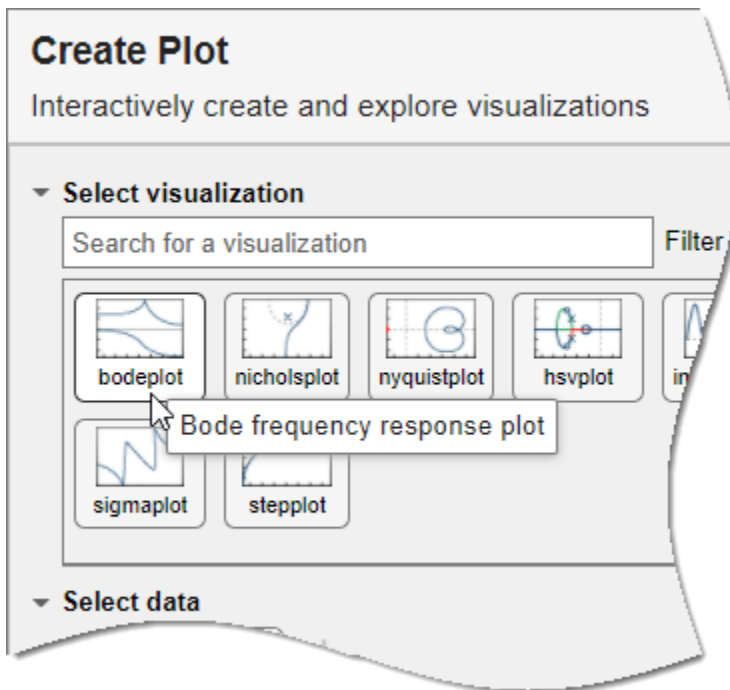 Create Plot
Interactively create and explore visualizations
Select visualization
Search for a visualization
Filter
bodeplot
nicholsplot
nyquistplot
hsvplot
Bode frequency response plot
sigmaplot
stepplot
Select data